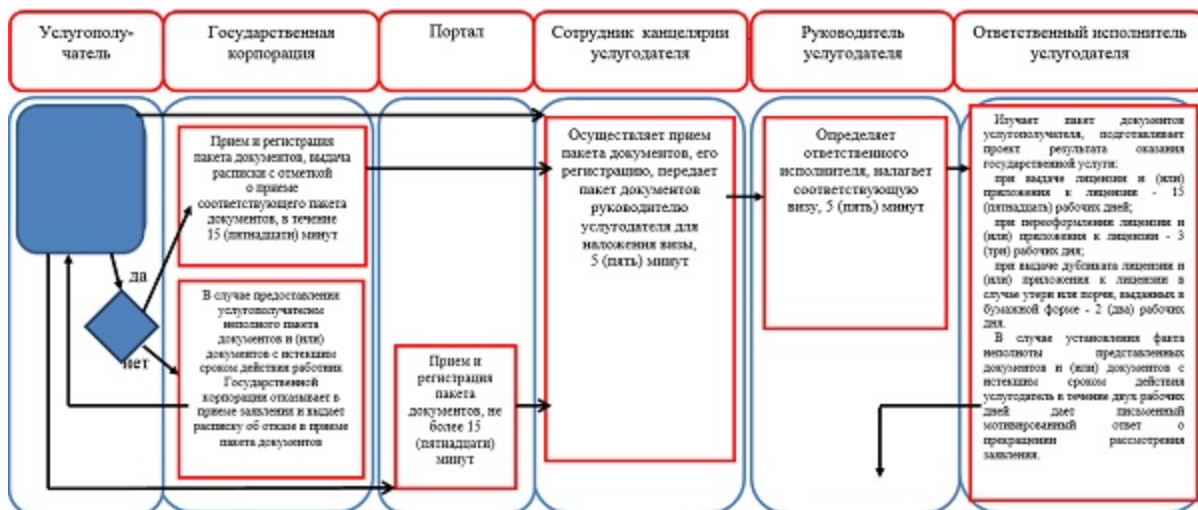 Услугополу-
чатель
Государственная
корпорация
Портал
Сотрудник канцелярии
услугодателя
Руководитель
услугодателя
Ответственный исполнитель
услугодателя
да
нет
Прием и регистрация
пакета документов, выдача
расписки с отметкой
о приеме
соответствующего пакета
документов, в течение
15 (пятнадцати) минут
В случае предоставления
услугополучателем
неполного пакета
документов и (или)
документов с истекшим
сроком действия работник
Государственной
корпорации отказывает в
приеме заявления и выдает
расписку об отказе в приеме
пакета документов
Прием и
регистрация
пакета
документов, не
более 15
(пятнадцати)
минут
Осуществляет прием
пакета документов, его
регистрацию, передает
пакет документов
руководителю
услугодателя для
наложения визы,
5 (пять) минут
Определяет
ответственного
исполнителя, налагает
соответствующую
визу, 5 (пять) минут
Изучает пакет документов
услугополучателя, подготавливает
проект результата оказания
государственной услуги:
при выдаче лицензии и (или)
приложения к лицензии - 15
(пятнадцать) рабочих дней;
при переоформлении лицензии и
(или) приложения к лицензии - 3
(три) рабочих дня;
при выдаче дубликата лицензии и
(или) приложения к лицензии в
случае утери или порчи, выданных в
бумажной форме - 2 (два) рабочих
дня.
В случае установления факта
неполноты представленных
документов и (или) документов с
истекшим сроком действия
услугодатель в течение двух рабочих
дней дает письменный
мотивированный ответ о
прекращении рассмотрения
заявления.